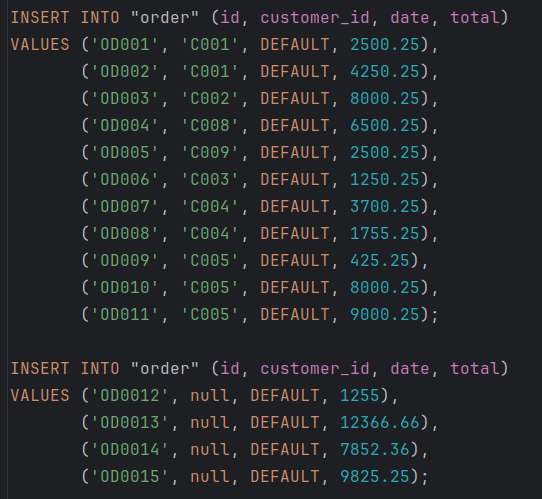 INSERT INTO "order" (id, customer_id, date, total)
VALUES ('OD001', 'C001', DEFAULT, 2500.25),
('OD002', 'C001', DEFAULT, 4250.25),
('OD003', 'C002', DEFAULT, 8000.25),
('OD004', 'C008', DEFAULT, 6500.25),
('OD005', 'C009', DEFAULT, 2500.25),
('OD006', 'C003', DEFAULT, 1250.25),
('OD007', 'C004', DEFAULT, 3700.25),
('OD008', 'C004', DEFAULT, 1755.25),
('OD009', 'C005', DEFAULT, 425.25),
('OD010', 'C005', DEFAULT, 8000.25),
('OD011', 'C005', DEFAULT, 9000.25);
INSERT INTO "order" (id, customer_id, date, total)
VALUES ('OD0012', null, DEFAULT, 1255),
('OD0013', null, DEFAULT, 12366.66),
('OD0014', null, DEFAULT, 7852.36),
('OD0015', null, DEFAULT, 9825.25);